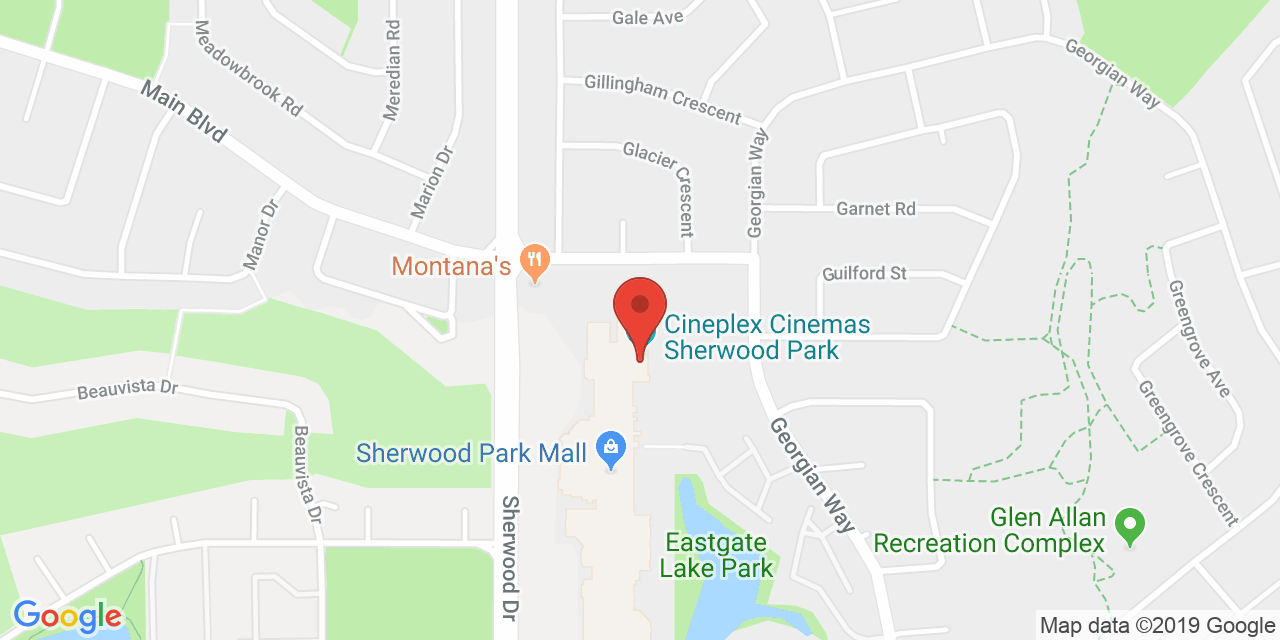 Gale Ave
Georgian Way
Meadowbrook Rd
Meredian Rd
Gillingham Crescent
Main Blvd
Marion Dr
Glacier Crescent
Georgian Way
Garnet Rd
Manor Dr
Montana's
Guilford St
Cineplex Cinemas
Sherwood Park
Greengrove Ave
Beauvista Dr
Greengrove Crescent
Beauvista Dr
Sherwood Park Mall
Georgian Way
Sherwood Dr
Glen Allan
Recreation Complex
Eastgate
Lake Park
Google
Map data ©2019 Google